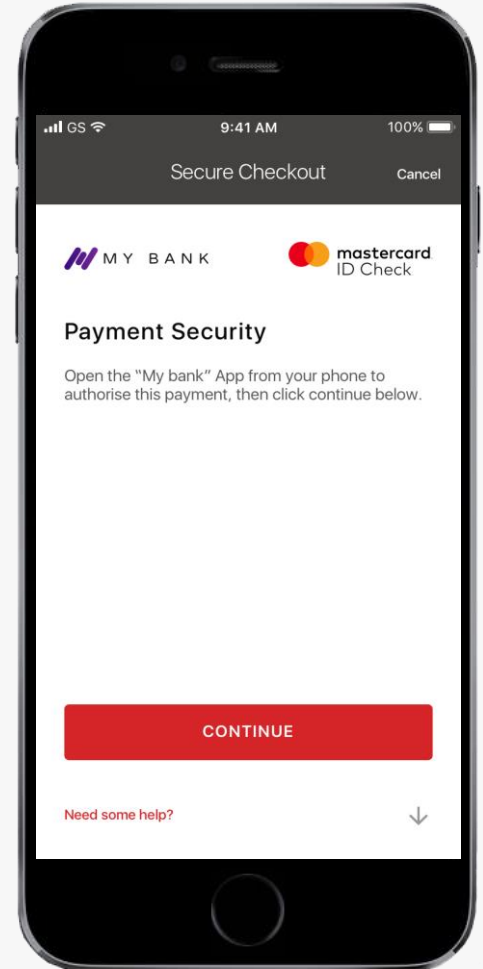 GS 9:41 AM 100%
Secure Checkout Cancel
MY BANK mastercard
ID Check
Payment Security
Open the "My bank" App from your phone to
authorise this payment, then click continue below.
CONTINUE
Need some help?